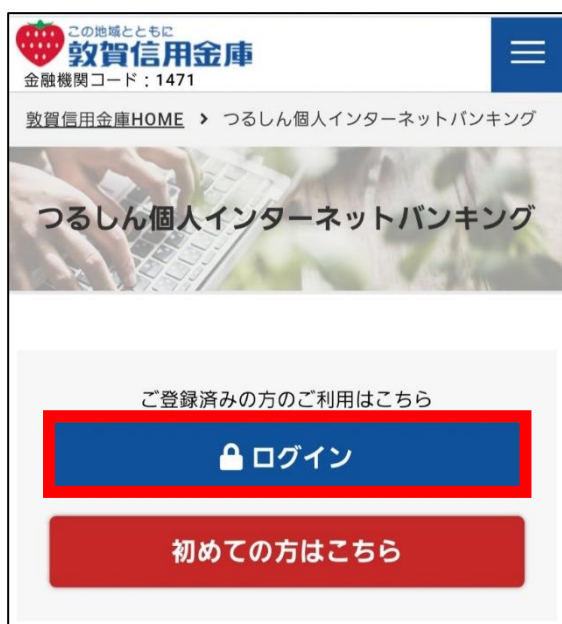 この地域とともに
敦賀信用金庫
金融機関コード：1471
敦賀信用金庫HOME > つるしん個人インターネットバンキング
つるしん個人インターネットバンキング
ご登録済みの方のご利用はこちら
ログイン
初めての方はこちら